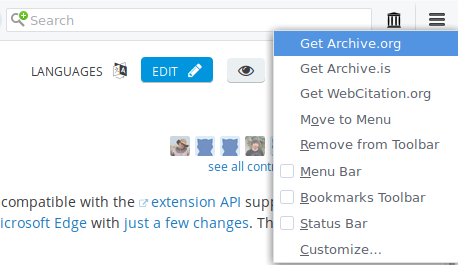 Search
LANGUAGES
EDIT
Get Archive.org
Get Archive.is
Get WebCitation.org
Move to Menu
Remove from Toolbar
Menu Bar
Bookmarks Toolbar
Status Bar
Customize...
see all cont
compatible with the extension API sup
icrosoft Edge with just a few changes. Th